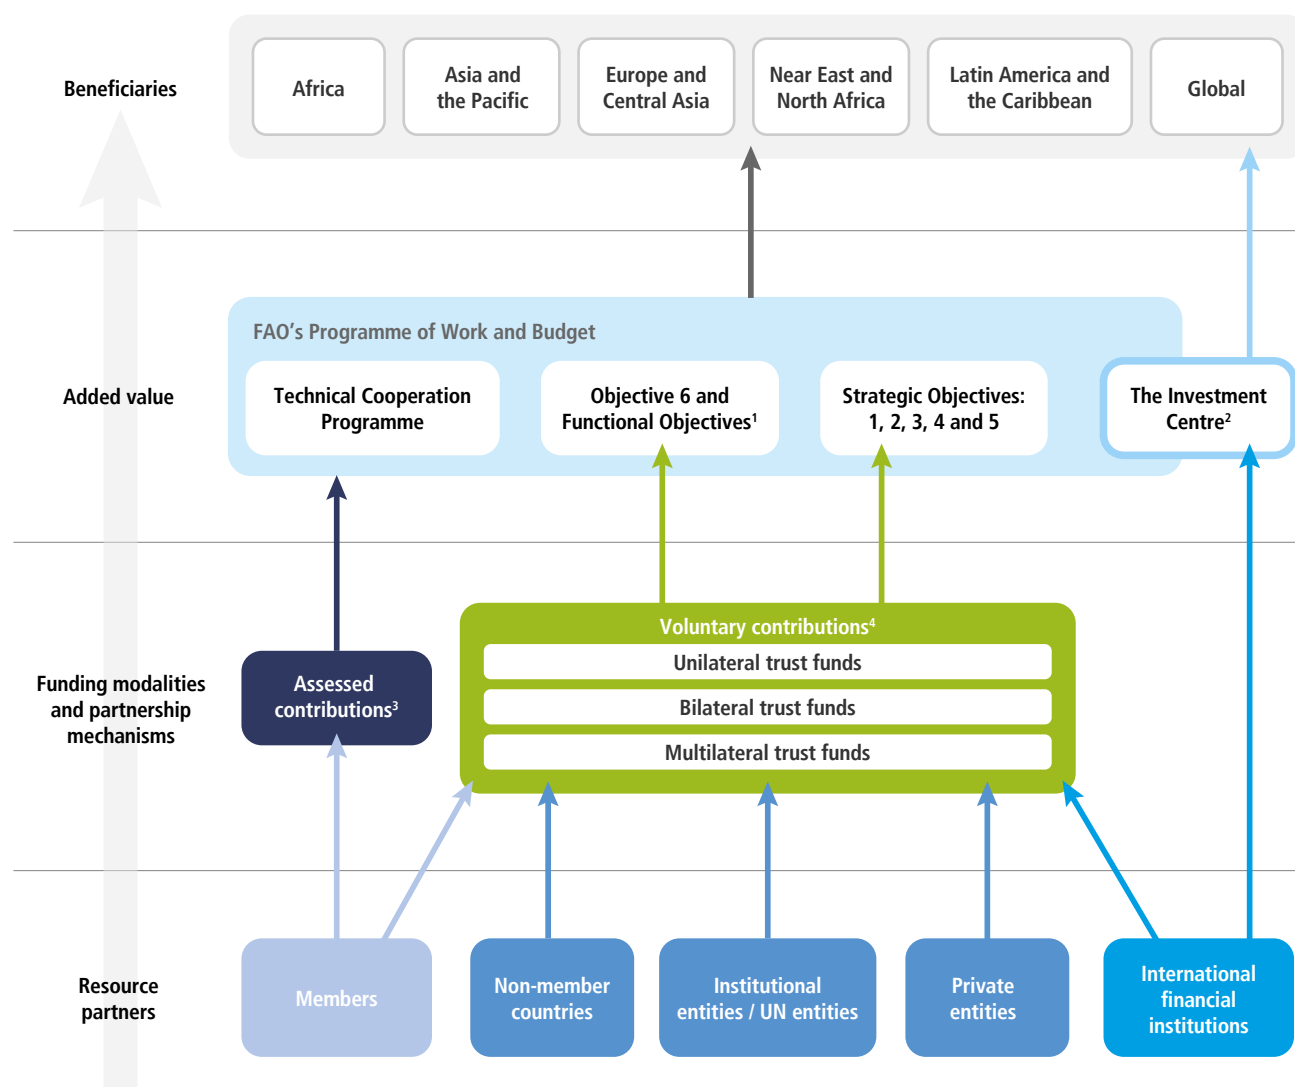 Beneficiaries
Africa
Asia and
the Pacific
Europe and
Central Asia
Near East and
North Africa
Latin America and
the Caribbean
Global
Added value
FAO's Programme of Work and Budget
Technical Cooperation
Programme
Objective 6 and
Functional Objectives¹
Strategic Objectives:
1, 2, 3, 4 and 5
The Investment
Centre²
Funding modalities
and partnership
mechanisms
Assessed
contributions³
Voluntary contributions⁴
Unilateral trust funds
Bilateral trust funds
Multilateral trust funds
Resource
partners
Members
Non-member
countries
Institutional
entities / UN entities
Private
entities
International
financial
institutions